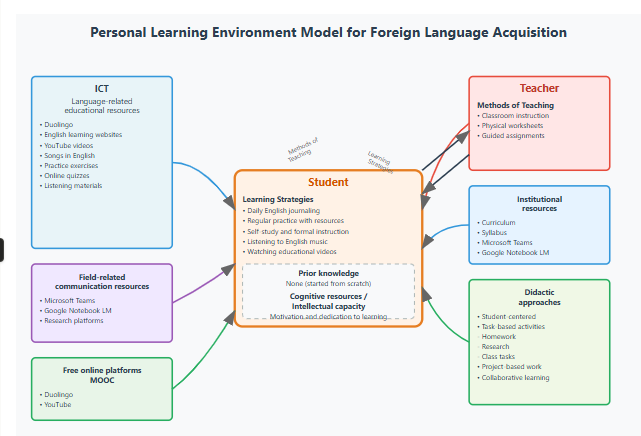 Personal Learning Environment Model for Foreign Language Acquisition
ICT
Language-related
educational resources
• Duolingo
• English learning websites
• YouTube videos
• Songs in English
• Practice exercises
• Online quizzes
• Listening materials
Field-related
communication resources
• Microsoft Teams
• Google Notebook LM
• Research platforms
Free online platforms
MOOC
• Duolingo
• YouTube
Methods of
Teaching
Learning
Strategies
Student
Learning Strategies
• Daily English journaling
• Regular practice with resources
• Self-study and formal instruction
• Listening to English music
• Watching educational videos
Prior knowledge
None (started from scratch)
Cognitive resources /
Intellectual capacity
Motivation and dedication to learning
Teacher
Methods of Teaching
• Classroom instruction
• Physical worksheets
• Guided assignments
Institutional
resources
• Curriculum
• Syllabus
• Microsoft Teams
• Google Notebook LM
Didactic
approaches
• Student-centered
• Task-based activities
- Homework
- Research
- Class tasks
• Project-based work
• Collaborative learning